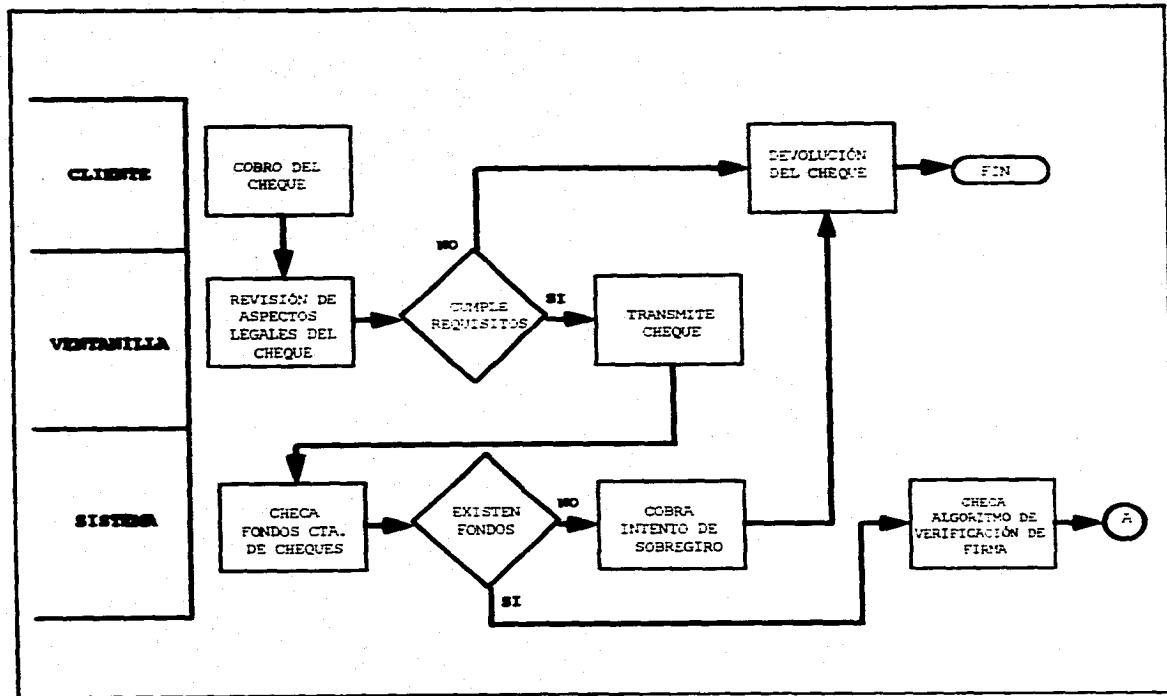 CLIENTE
COBRO DEL
CHEQUE
DEVOLUCIÓN
DEL CHEQUE
FIN
NO
VENTANILLA
REVISIÓN DE
ASPECTOS
LEGALES DEL
CHEQUE
CUMPLE
REQUISITOS
SI
TRANSMITE
CHEQUE
SISTEMA
CHECA
FONDOS CTA.
DE CHEQUES
EXISTEN
FONDOS
NO
SI
COBRA
INTENTO DE
SOBREGIRO
CHECA
ALGORITMO DE
VERIFICACIÓN DE
FIRMA
A